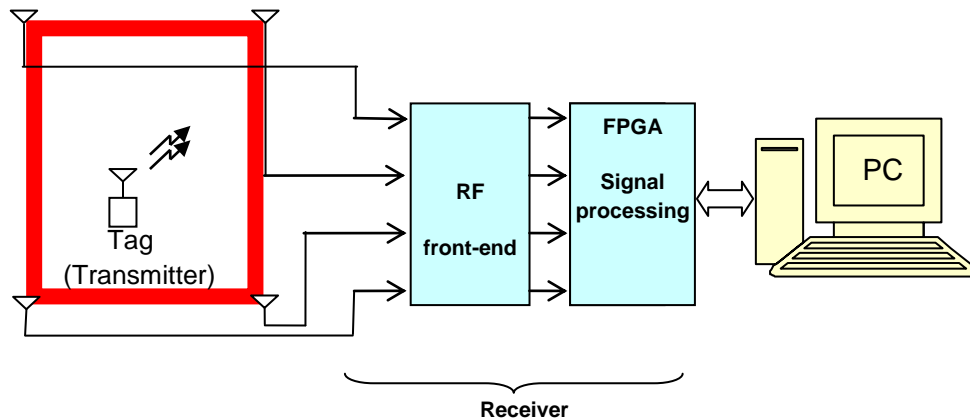 Tag
(Transmitter)
RF
front-end
FPGA
Signal
processing
PC
Receiver